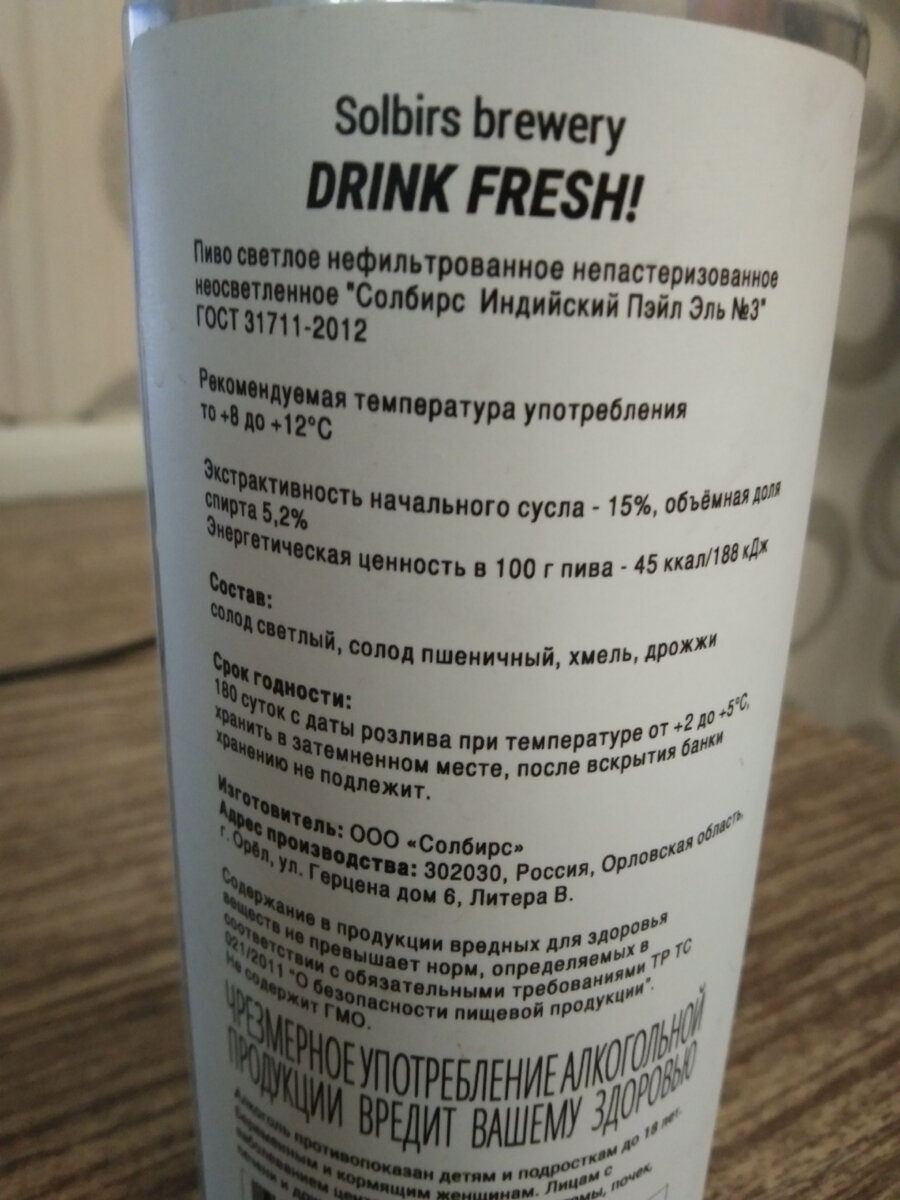 Solbirs brewery
DRINK FRESH!
Пиво светлое нефильтрованное непастеризованное
неосветленное "Солбирс Индийский Пэйл Эль №3"
ГОСТ 31711-2012
Рекомендуемая температура употребления
то +8 до +12°С
Экстрактивность начального сусла - 15%, объёмная доля
спирта 5,2%
Энергетическая ценность в 100 г пива - 45 ккал/188 кДж
Состав:
солод светлый, солод пшеничный, хмель, дрожжи
Срок годности:
180 суток с даты розлива при температуре от +2 до +5°С,
хранить в затемненном месте, после вскрытия банки
хранению не подлежит.
Изготовитель: ООО «Солбирс»
Адрес производства: 302030, Россия, Орловская область,
г. Орёл, ул. Герцена дом 6, Литера В.
Содержание в продукции вредных для здоровья
веществ не превышает норм, определяемых в
соответствии с обязательными требованиями ТР ТС
021/2011 "О безопасности пищевой продукции".
Не содержит ГМО.
ЧРЕЗМЕРНОЕ УПОТРЕБЛЕНИЕ АЛКОГОЛЬНОЙ
ПРОДУКЦИИ ВРЕДИТ ВАШЕМУ ЗДОРОВЬЮ
Алкоголь противопоказан детям и подросткам до 18 лет.
беременным и кормящим женщинам. Лицам с
почек,